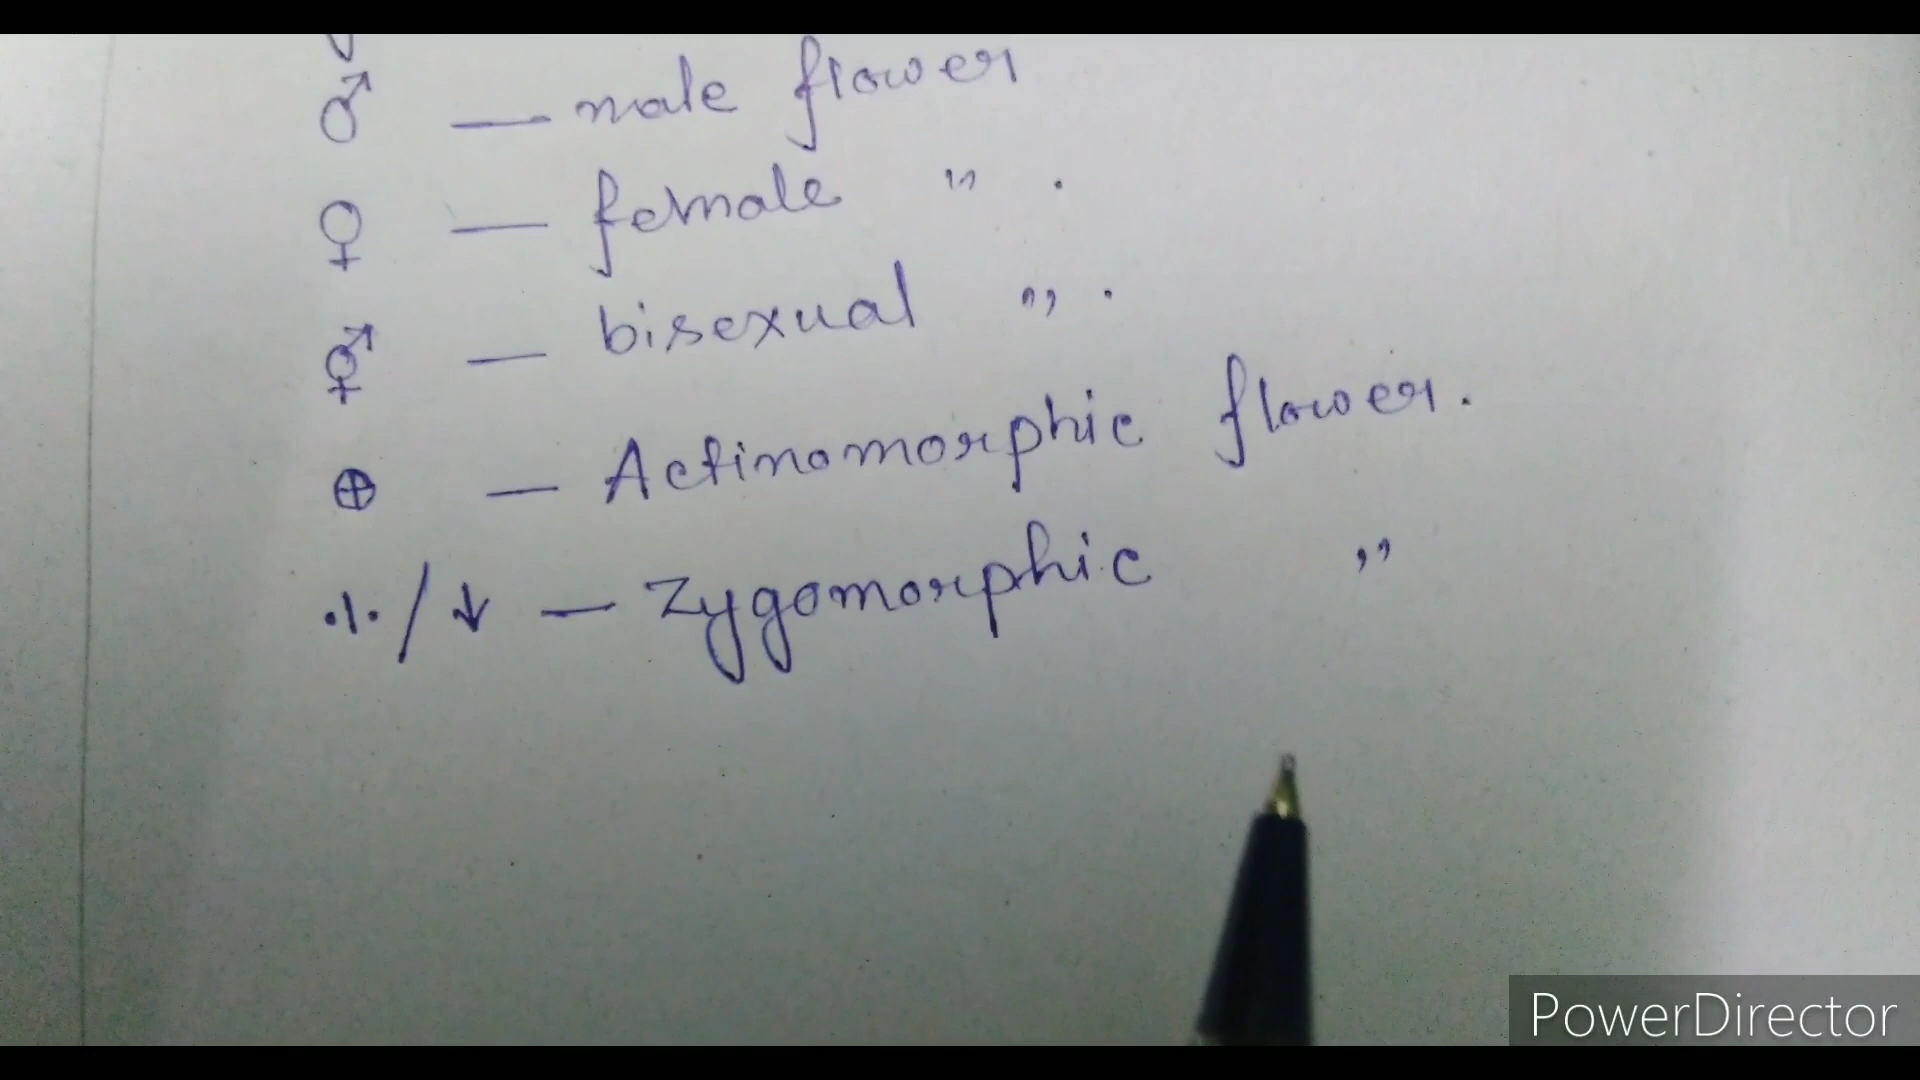 ♂ — male flower
♀ — female " .
⚥ — bisexual " .
⊕ — Actinomorphic flower.
·|· / ↓ — Zygomorphic "
PowerDirector